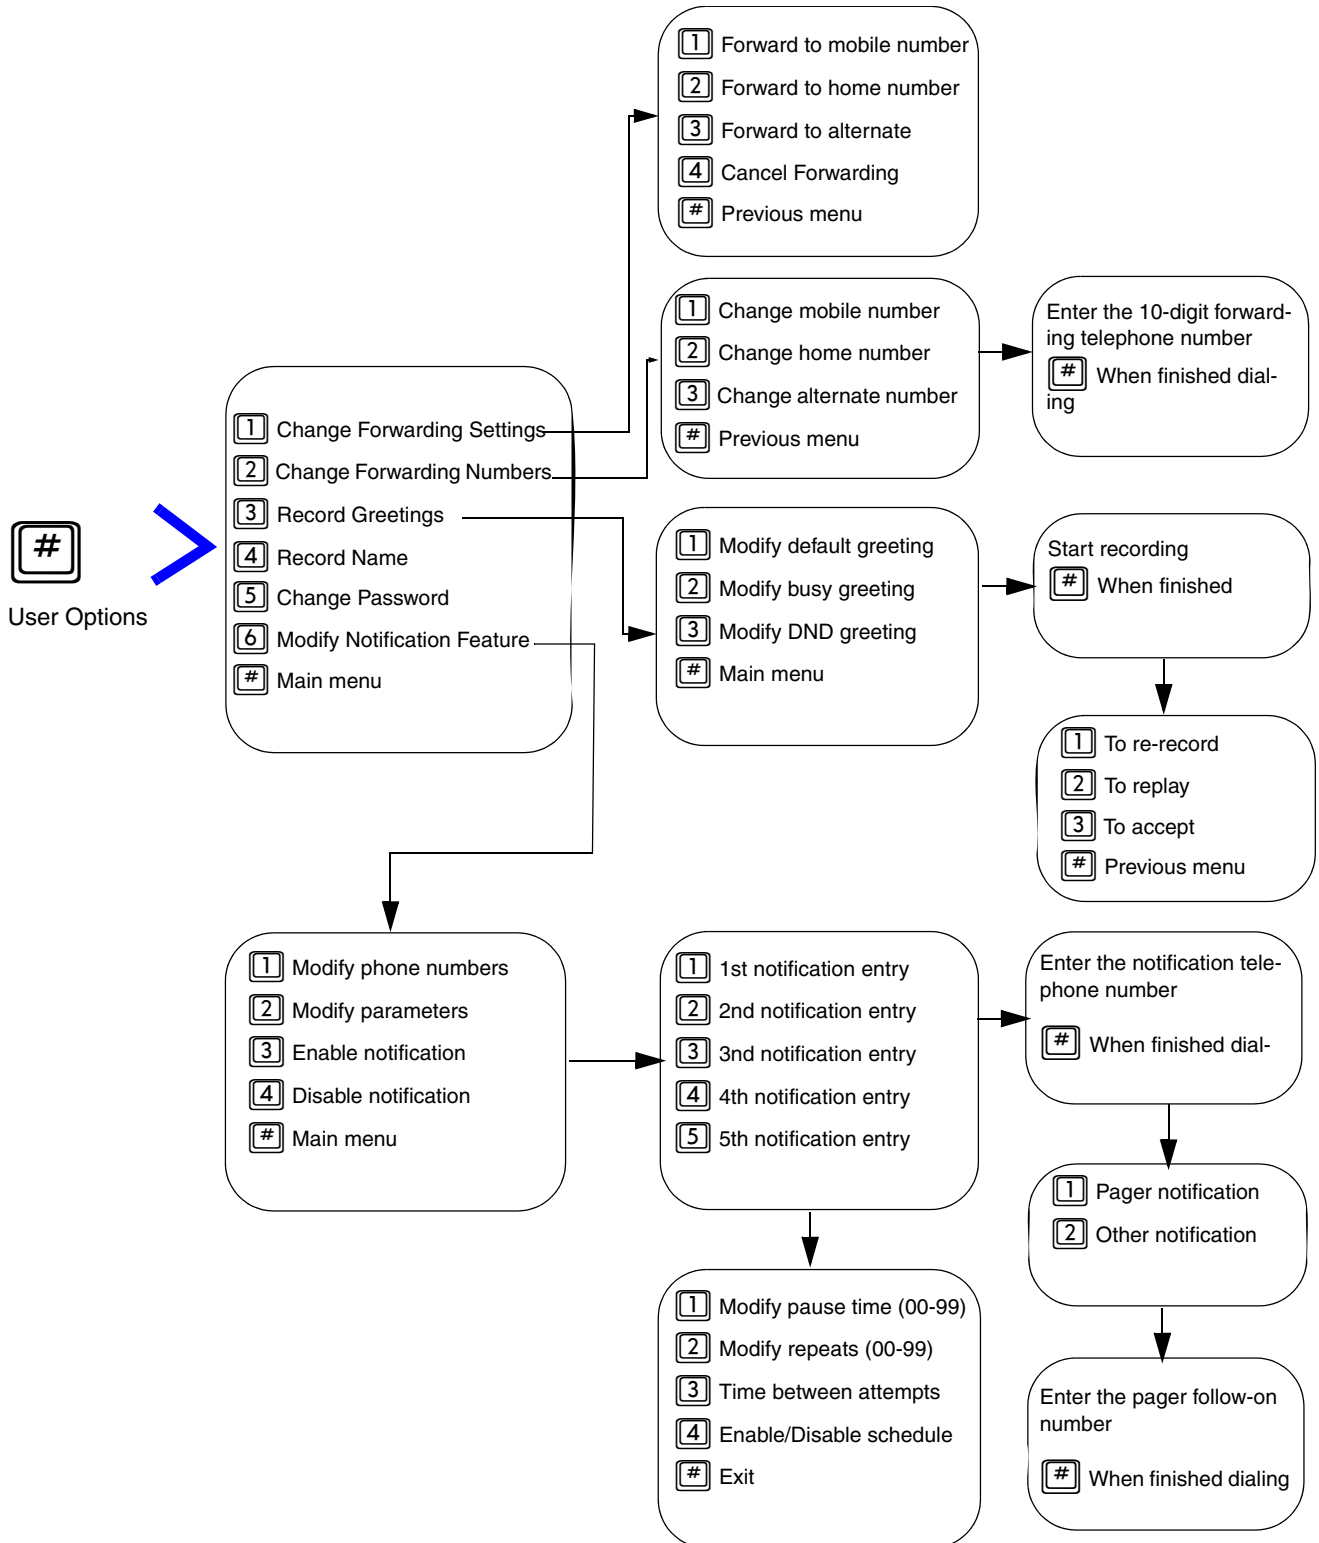 1 Forward to mobile number
2 Forward to home number
3 Forward to alternate
4 Cancel Forwarding
# Previous menu
1 Change mobile number
2 Change home number
3 Change alternate number
# Previous menu
Enter the 10-digit forward-
ing telephone number
# When finished dial-
ing
# 
User Options
1 Change Forwarding Settings
2 Change Forwarding Numbers
3 Record Greetings
4 Record Name
5 Change Password
6 Modify Notification Feature
# Main menu
1 Modify default greeting
2 Modify busy greeting
3 Modify DND greeting
# Main menu
Start recording
# When finished
1 To re-record
2 To replay
3 To accept
# Previous menu
1 Modify phone numbers
2 Modify parameters
3 Enable notification
4 Disable notification
# Main menu
1 1st notification entry
2 2nd notification entry
3 3nd notification entry
4 4th notification entry
5 5th notification entry
Enter the notification tele-
phone number
# When finished dial-
1 Pager notification
2 Other notification
1 Modify pause time (00-99)
2 Modify repeats (00-99)
3 Time between attempts
4 Enable/Disable schedule
# Exit
Enter the pager follow-on
number
# When finished dialing